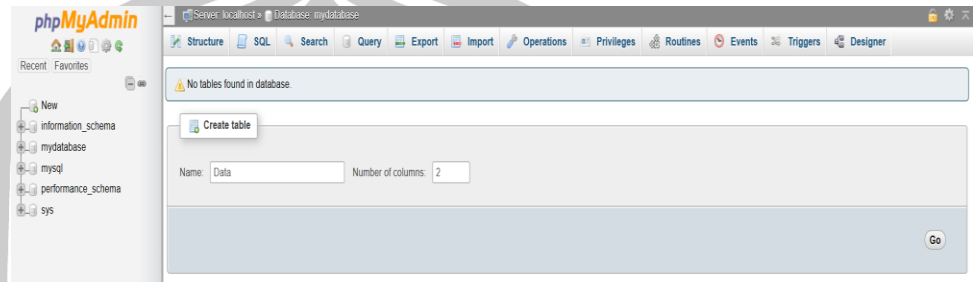 phpMyAdmin
Recent Favorites
New
information_schema
mydatabase
mysql
performance_schema
sys
Server: localhost » Database: mydatabase
Structure SQL Search Query Export Import Operations Privileges Routines Events Triggers Designer
No tables found in database.
Create table
Name: Data Number of columns: 2
Go